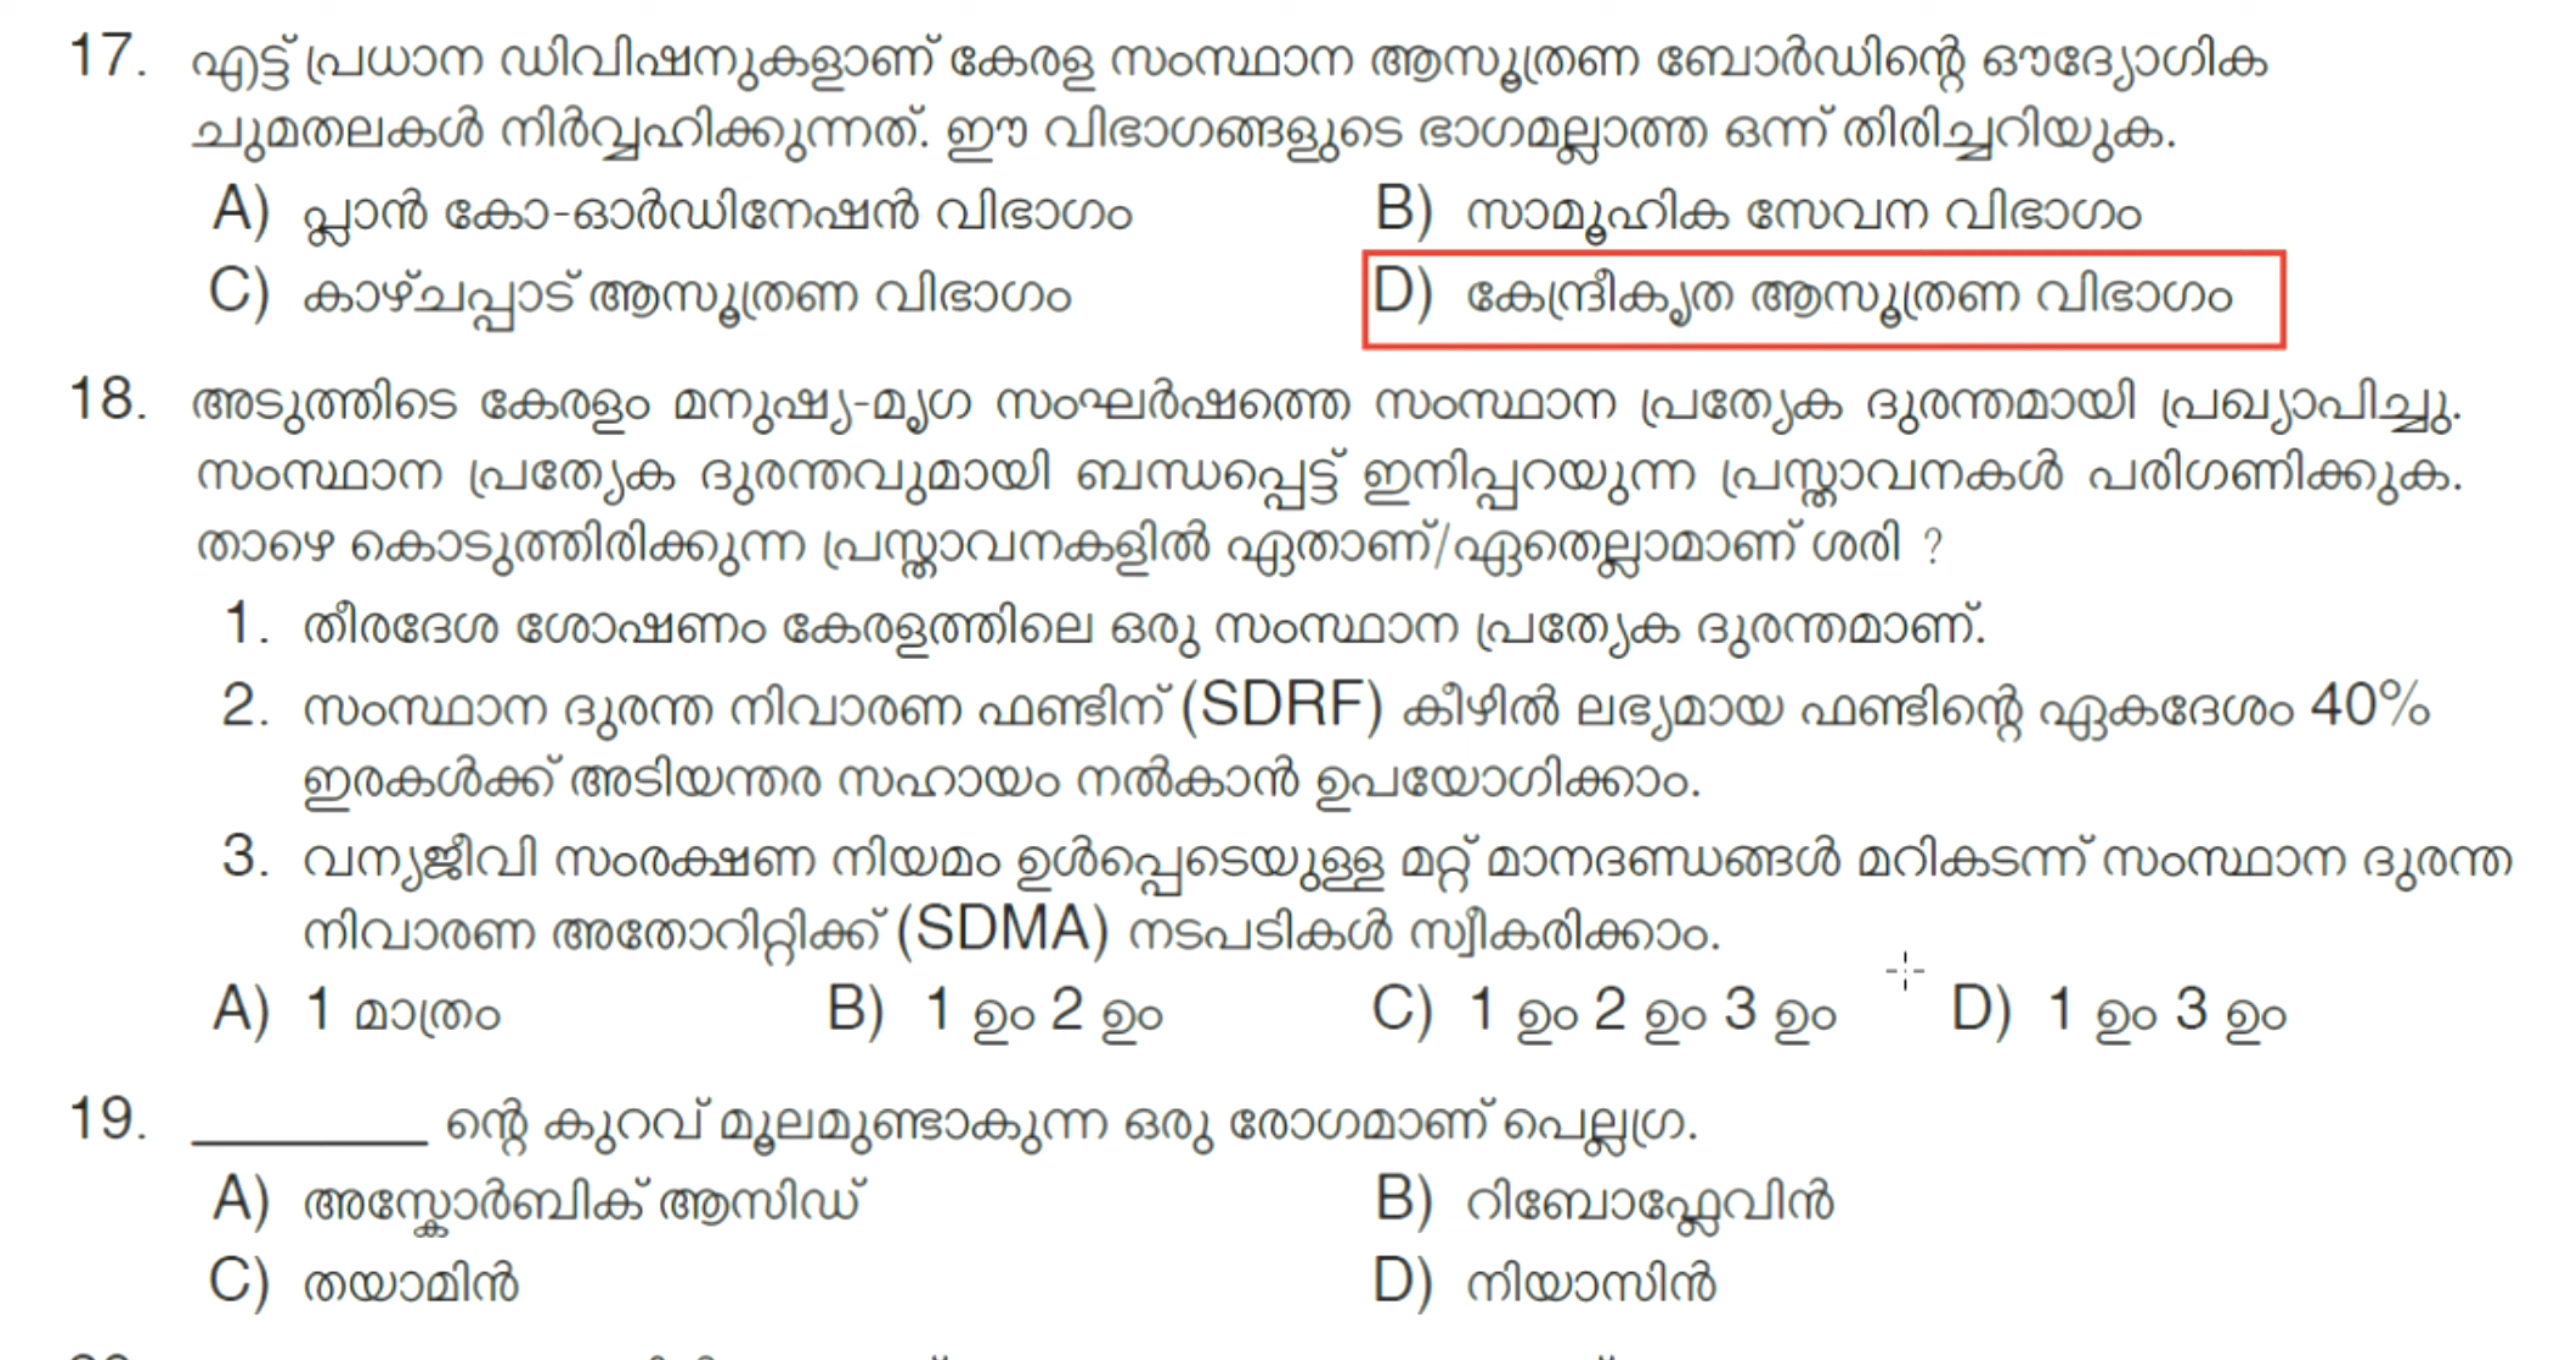 17. എട്ട് പ്രധാന ഡിവിഷനുകളാണ് കേരള സംസ്ഥാന ആസൂത്രണ ബോർഡിന്റെ ഔദ്യോഗിക
ചുമതലകൾ നിർവ്വഹിക്കുന്നത്. ഈ വിഭാഗങ്ങളുടെ ഭാഗമല്ലാത്ത ഒന്ന് തിരിച്ചറിയുക.
A) പ്ലാൻ കോ-ഓർഡിനേഷൻ വിഭാഗം B) സാമൂഹിക സേവന വിഭാഗം
C) കാഴ്ചപ്പാട് ആസൂത്രണ വിഭാഗം D) കേന്ദ്രീകൃത ആസൂത്രണ വിഭാഗം
18. അടുത്തിടെ കേരളം മനുഷ്യ-മൃഗ സംഘർഷത്തെ സംസ്ഥാന പ്രത്യേക ദുരന്തമായി പ്രഖ്യാപിച്ചു.
സംസ്ഥാന പ്രത്യേക ദുരന്തവുമായി ബന്ധപ്പെട്ട് ഇനിപ്പറയുന്ന പ്രസ്താവനകൾ പരിഗണിക്കുക.
താഴെ കൊടുത്തിരിക്കുന്ന പ്രസ്താവനകളിൽ ഏതാണ്/ഏതെല്ലാമാണ് ശരി ?
1. തീരദേശ ശോഷണം കേരളത്തിലെ ഒരു സംസ്ഥാന പ്രത്യേക ദുരന്തമാണ്.
2. സംസ്ഥാന ദുരന്ത നിവാരണ ഫണ്ടിന് (SDRF) കീഴിൽ ലഭ്യമായ ഫണ്ടിന്റെ ഏകദേശം 40%
ഇരകൾക്ക് അടിയന്തര സഹായം നൽകാൻ ഉപയോഗിക്കാം.
3. വന്യജീവി സംരക്ഷണ നിയമം ഉൾപ്പെടെയുള്ള മറ്റ് മാനദണ്ഡങ്ങൾ മറികടന്ന് സംസ്ഥാന ദുരന്ത
നിവാരണ അതോറിറ്റിക്ക് (SDMA) നടപടികൾ സ്വീകരിക്കാം.
A) 1 മാത്രം B) 1 ഉം 2 ഉം C) 1 ഉം 2 ഉം 3 ഉം D) 1 ഉം 3 ഉം
19. ________ ന്റെ കുറവ് മൂലമുണ്ടാകുന്ന ഒരു രോഗമാണ് പെല്ലഗ്ര.
A) അസ്കോർബിക് ആസിഡ് B) റിബോഫ്ലേവിൻ
C) തയാമിൻ D) നിയാസിൻ